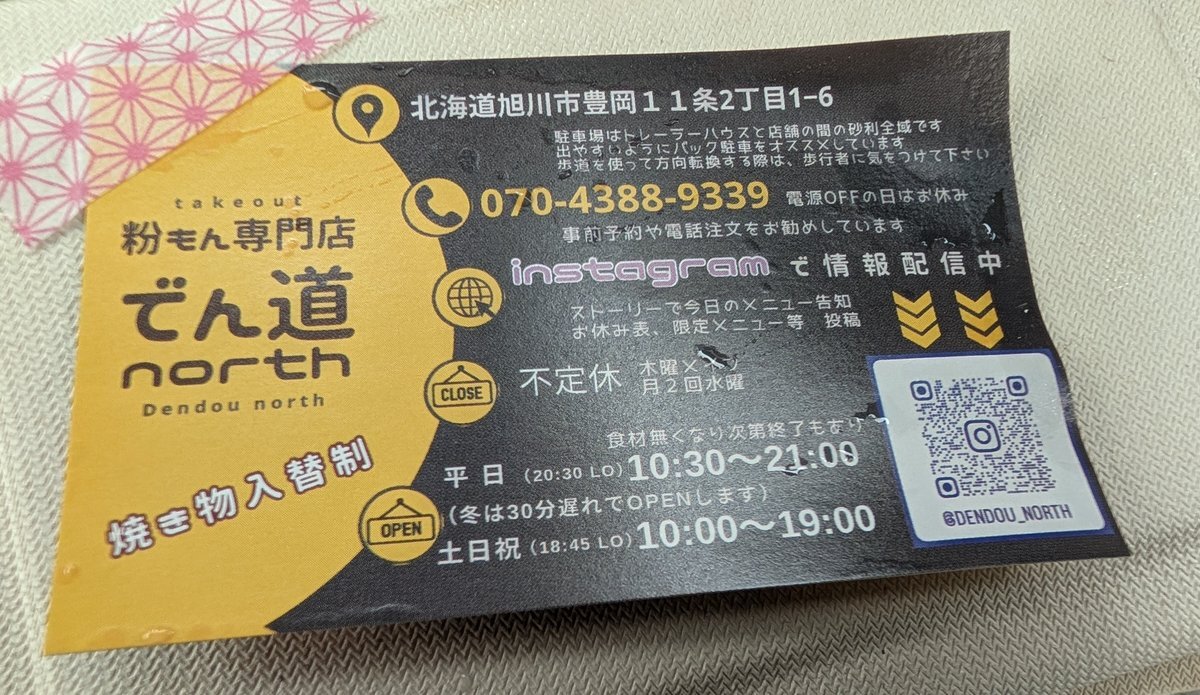 takeout
粉もん専門店
でん道
north
Dendou north
焼き物入替制
北海道旭川市豊岡11条2丁目1-6
駐車場はトレーラーハウスと店舗の間の砂利全域です
出やすいようにバック駐車をオススメしています
歩道を使って方向転換する際は、歩行者に気をつけて下さい
070-4388-9339 電源OFFの日はお休み
事前予約や電話注文をお勧めしています
instagramで情報配信中
ストーリーで今日のメニュー告知
お休み表、限定メニュー等 投稿
CLOSE
不定休 木曜メ
月2回水曜
食材無くなり次第終了もあり
平日(20:30 LO)10:30〜21:00
(冬は30分遅れでOPENします)
OPEN
土日祝(18:45 LO)10:00〜19:00
@DENDOU_NORTH